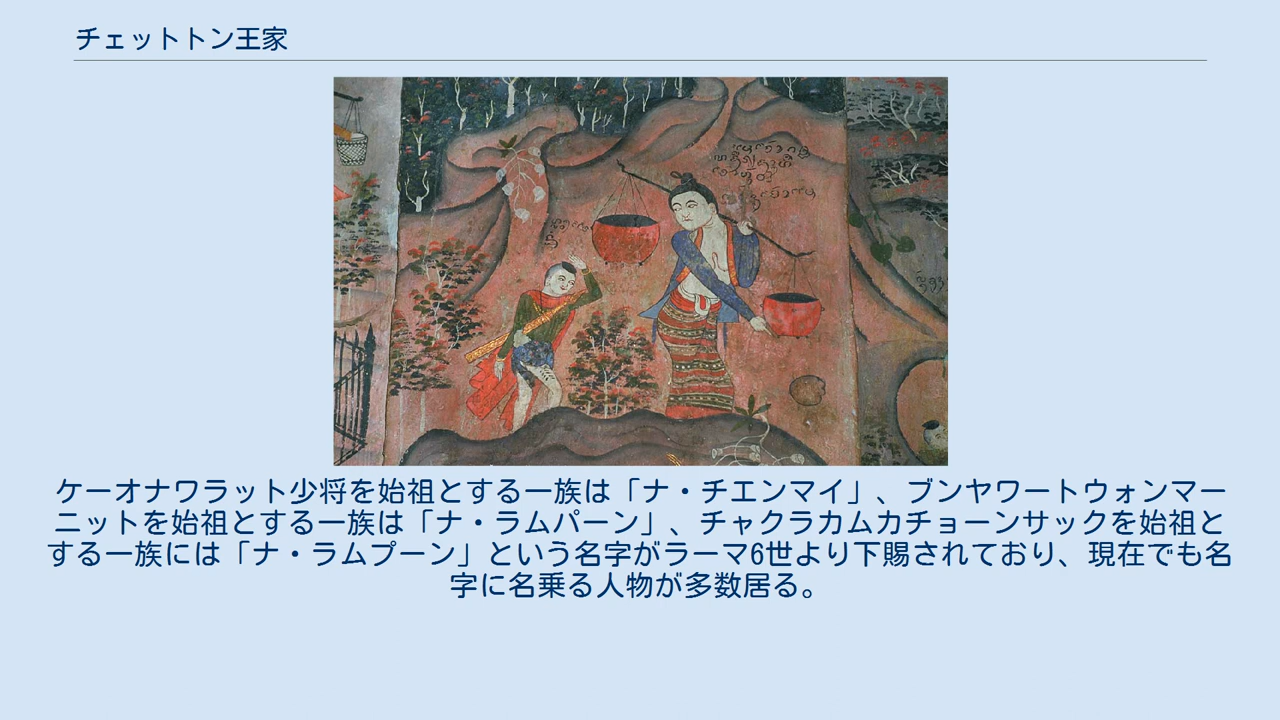 チェットトン王家
ケーオナワラット少将を始祖とする一族は「ナ・チエンマイ」、ブンヤワートウォンマー
ニットを始祖とする一族は「ナ・ラムパーン」、チャクラカムカチョーンサックを始祖と
する一族には「ナ・ラムプーン」という名字がラーマ6世より下賜されており、現在でも名
字に名乗る人物が多数居る。